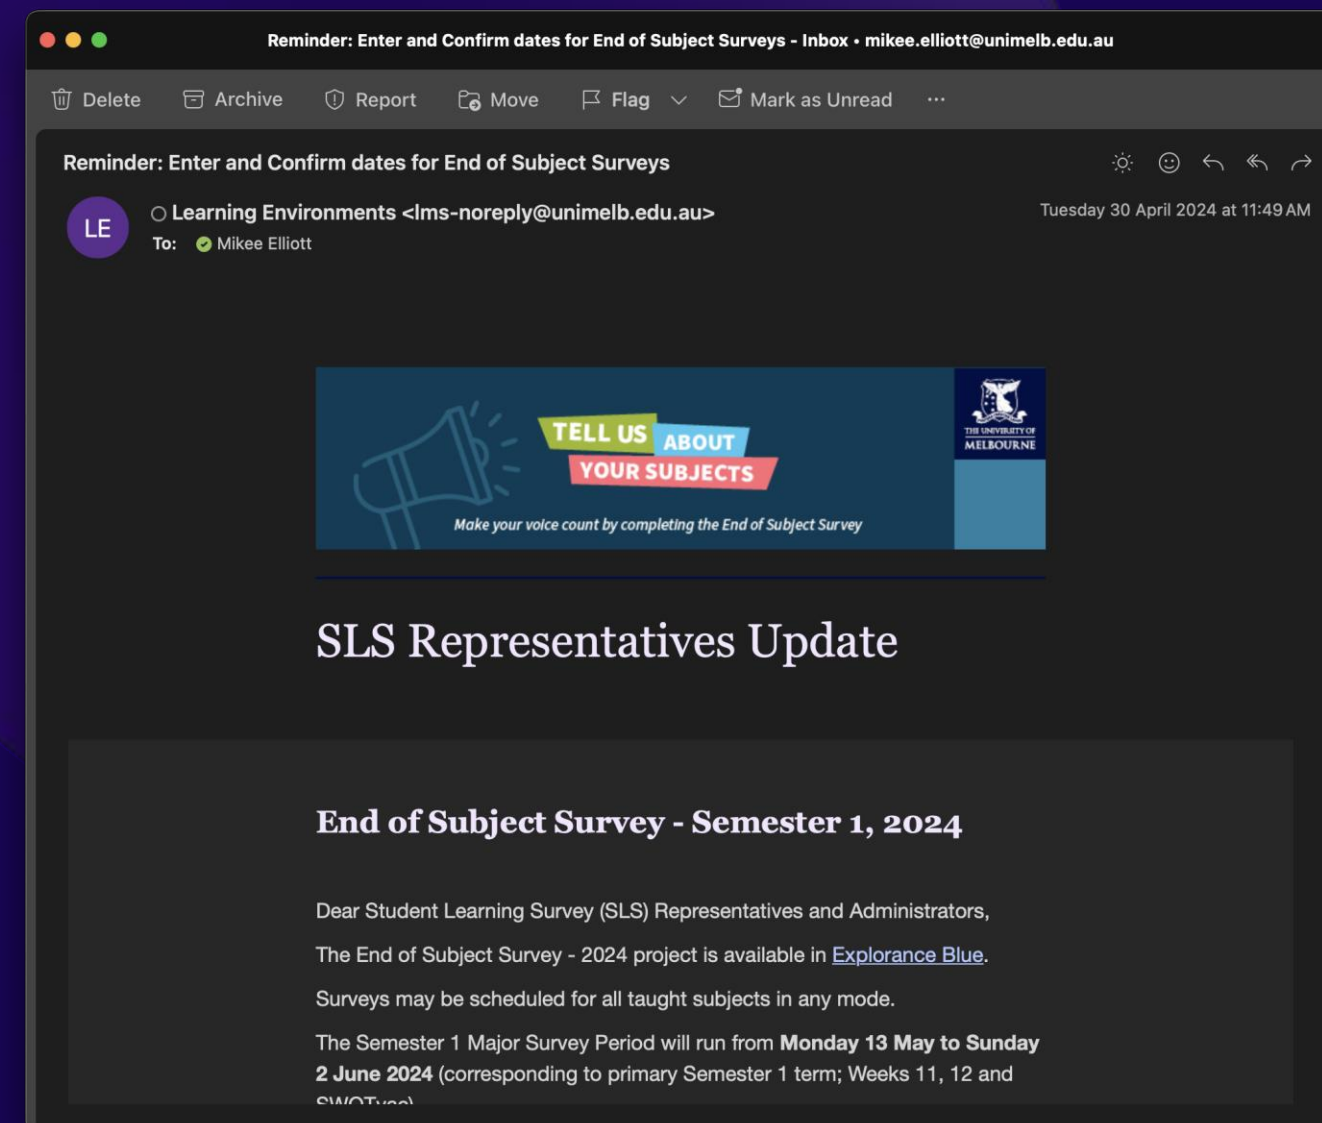 Reminder: Enter and Confirm dates for End of Subject Surveys - Inbox • mikee.elliott@unimelb.edu.au
Delete Archive Report Move Flag Mark as Unread ...
Reminder: Enter and Confirm dates for End of Subject Surveys
LE
Learning Environments <lms-noreply@unimelb.edu.au>
Tuesday 30 April 2024 at 11:49 AM
To: Mikee Elliott
TELL US ABOUT
YOUR SUBJECTS
Make your voice count by completing the End of Subject Survey
THE UNIVERSITY OF
MELBOURNE
SLS Representatives Update
End of Subject Survey - Semester 1, 2024
Dear Student Learning Survey (SLS) Representatives and Administrators,
The End of Subject Survey - 2024 project is available in Explorance Blue.
Surveys may be scheduled for all taught subjects in any mode.
The Semester 1 Major Survey Period will run from Monday 13 May to Sunday
2 June 2024 (corresponding to primary Semester 1 term; Weeks 11, 12 and